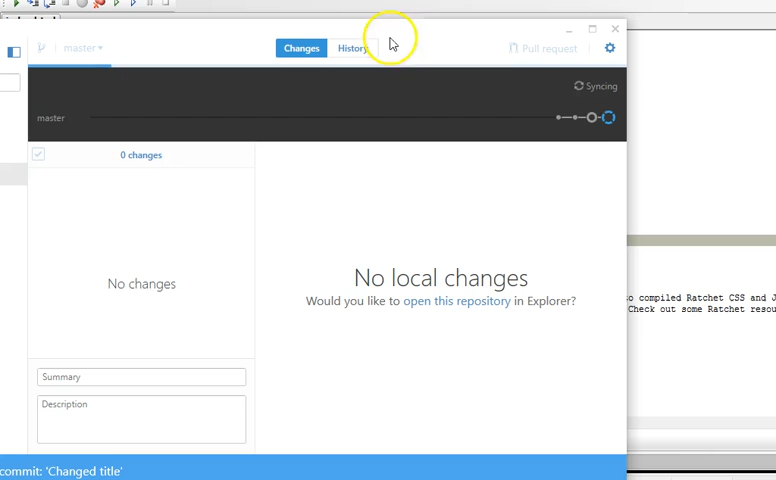 master
Changes
History
Pull request
Syncing
master
0 changes
No changes
No local changes
Would you like to open this repository in Explorer?
Summary
Description
commit: 'Changed title'
to compiled Ratchet CSS and J
Check out some Ratchet resou